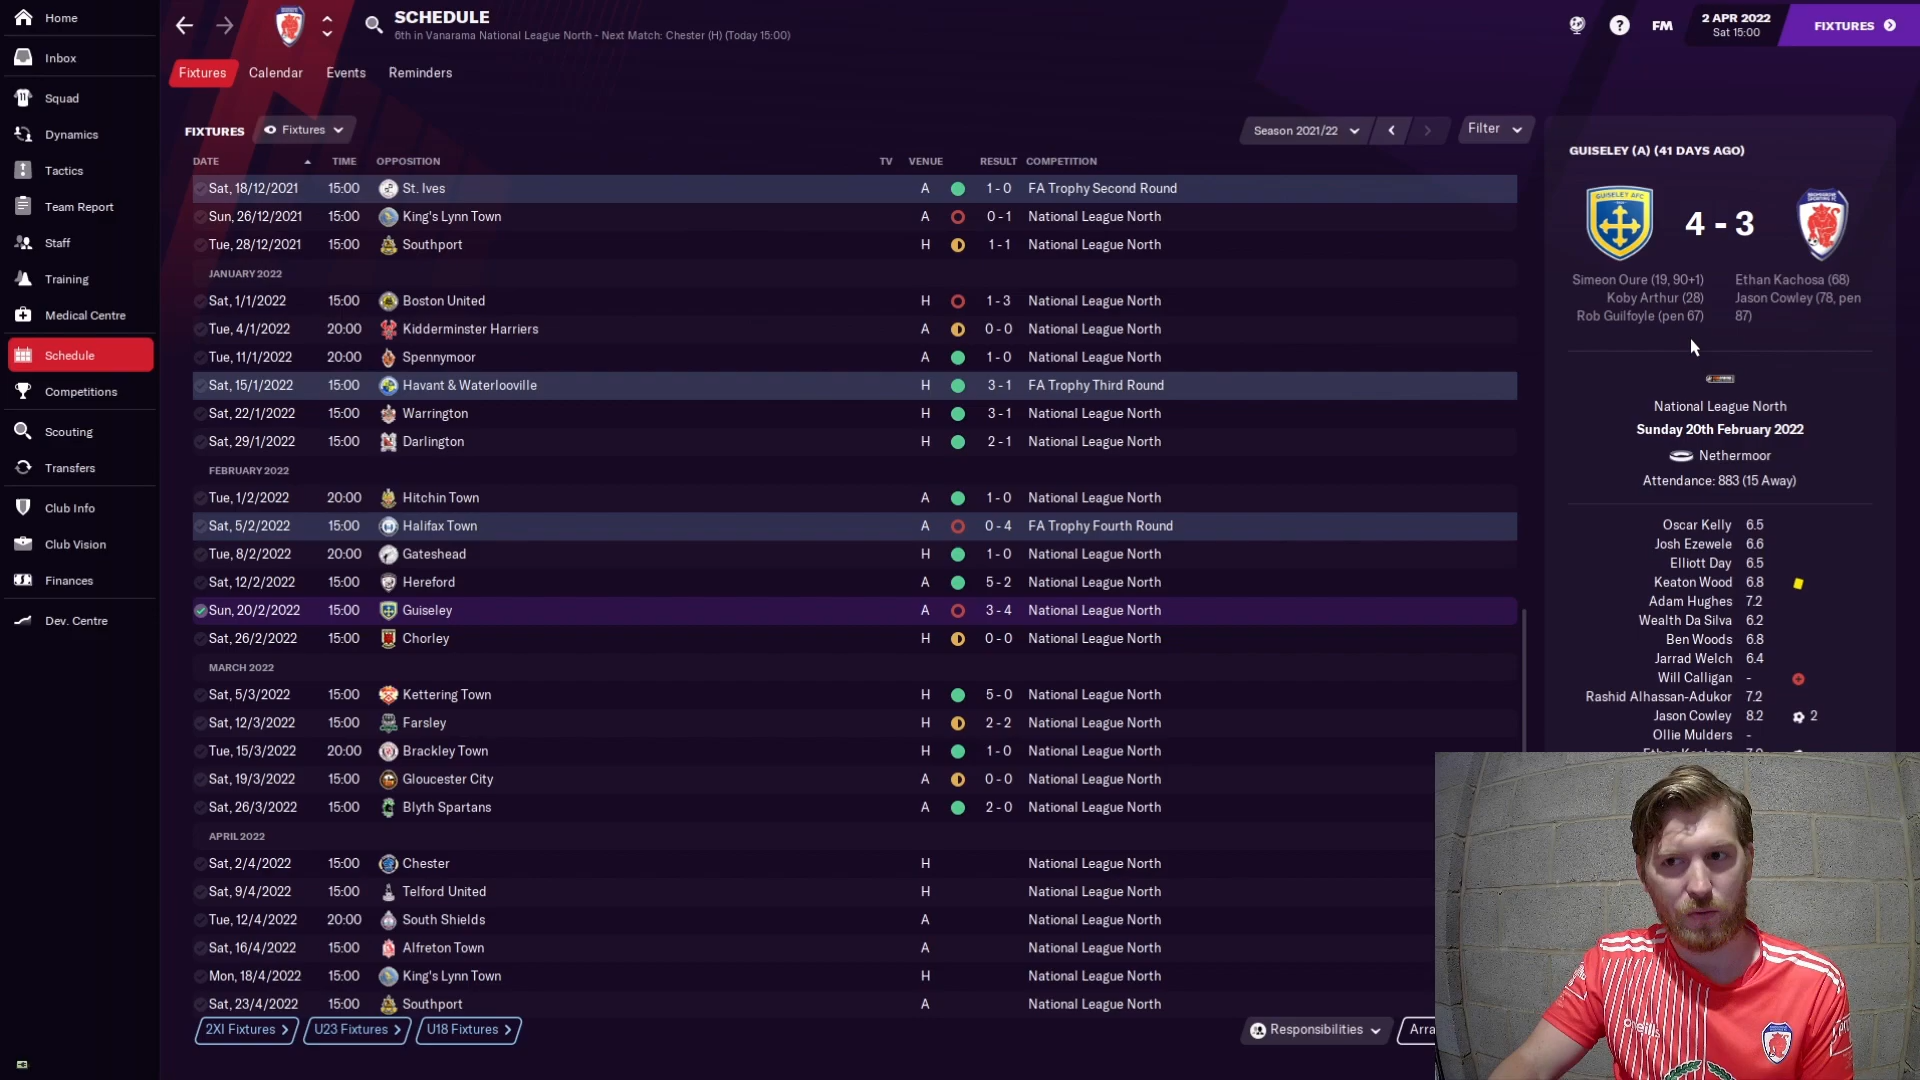 Home
Inbox
Squad
Dynamics
Tactics
Team Report
Staff
Training
Medical Centre
Schedule
Competitions
Scouting
Transfers
Club Info
Club Vision
Finances
Dev. Centre
SCHEDULE
6th in Vanarama National League North - Next Match: Chester (H) (Today 15:00)
? FM 2 APR 2022 Sat 15:00 FIXTURES
Fixtures Calendar Events Reminders
FIXTURES Fixtures Season 2021/22 Filter
DATE TIME OPPOSITION TV VENUE RESULT COMPETITION
Sat, 18/12/2021 15:00 St. Ives A 1 - 0 FA Trophy Second Round
Sun, 26/12/2021 15:00 King's Lynn Town A 0 - 1 National League North
Tue, 28/12/2021 15:00 Southport H 1 - 1 National League North
JANUARY 2022
Sat, 1/1/2022 15:00 Boston United H 1 - 3 National League North
Tue, 4/1/2022 20:00 Kidderminster Harriers A 0 - 0 National League North
Tue, 11/1/2022 20:00 Spennymoor A 1 - 0 National League North
Sat, 15/1/2022 15:00 Havant & Waterlooville H 3 - 1 FA Trophy Third Round
Sat, 22/1/2022 15:00 Warrington H 3 - 1 National League North
Sat, 29/1/2022 15:00 Darlington H 2 - 1 National League North
FEBRUARY 2022
Tue, 1/2/2022 20:00 Hitchin Town A 1 - 0 National League North
Sat, 5/2/2022 15:00 Halifax Town A 0 - 4 FA Trophy Fourth Round
Tue, 8/2/2022 20:00 Gateshead H 1 - 0 National League North
Sat, 12/2/2022 15:00 Hereford A 5 - 2 National League North
Sun, 20/2/2022 15:00 Guiseley A 3 - 4 National League North
Sat, 26/2/2022 15:00 Chorley H 0 - 0 National League North
MARCH 2022
Sat, 5/3/2022 15:00 Kettering Town H 5 - 0 National League North
Sat, 12/3/2022 15:00 Farsley H 2 - 2 National League North
Tue, 15/3/2022 20:00 Brackley Town H 1 - 0 National League North
Sat, 19/3/2022 15:00 Gloucester City A 0 - 0 National League North
Sat, 26/3/2022 15:00 Blyth Spartans A 2 - 0 National League North
APRIL 2022
Sat, 2/4/2022 15:00 Chester H National League North
Sat, 9/4/2022 15:00 Telford United H National League North
Tue, 12/4/2022 20:00 South Shields A National League North
Sat, 16/4/2022 15:00 Alfreton Town A National League North
Mon, 18/4/2022 15:00 King's Lynn Town H National League North
Sat, 23/4/2022 15:00 Southport A National League North
2XI Fixtures U23 Fixtures U18 Fixtures Responsibilities Arra
GUISELEY (A) (41 DAYS AGO)
GUISELEY AFC
4 - 3
Simeon Oure (19, 90+1)
Koby Arthur (28)
Rob Guilfoyle (pen 67)
Ethan Kachosa (68)
Jason Cowley (78, pen
87)
National League North
Sunday 20th February 2022
Nethermoor
Attendance: 883 (15 Away)
Oscar Kelly 6.5
Josh Ezewele 6.6
Elliott Day 6.5
Keaton Wood 6.8
Adam Hughes 7.2
Wealth Da Silva 6.2
Ben Woods 6.8
Jarrad Welch 6.4
Will Calligan -
Rashid Alhassan-Adukor 7.2
Jason Cowley 8.2 2
Ollie Mulders -
O'neills